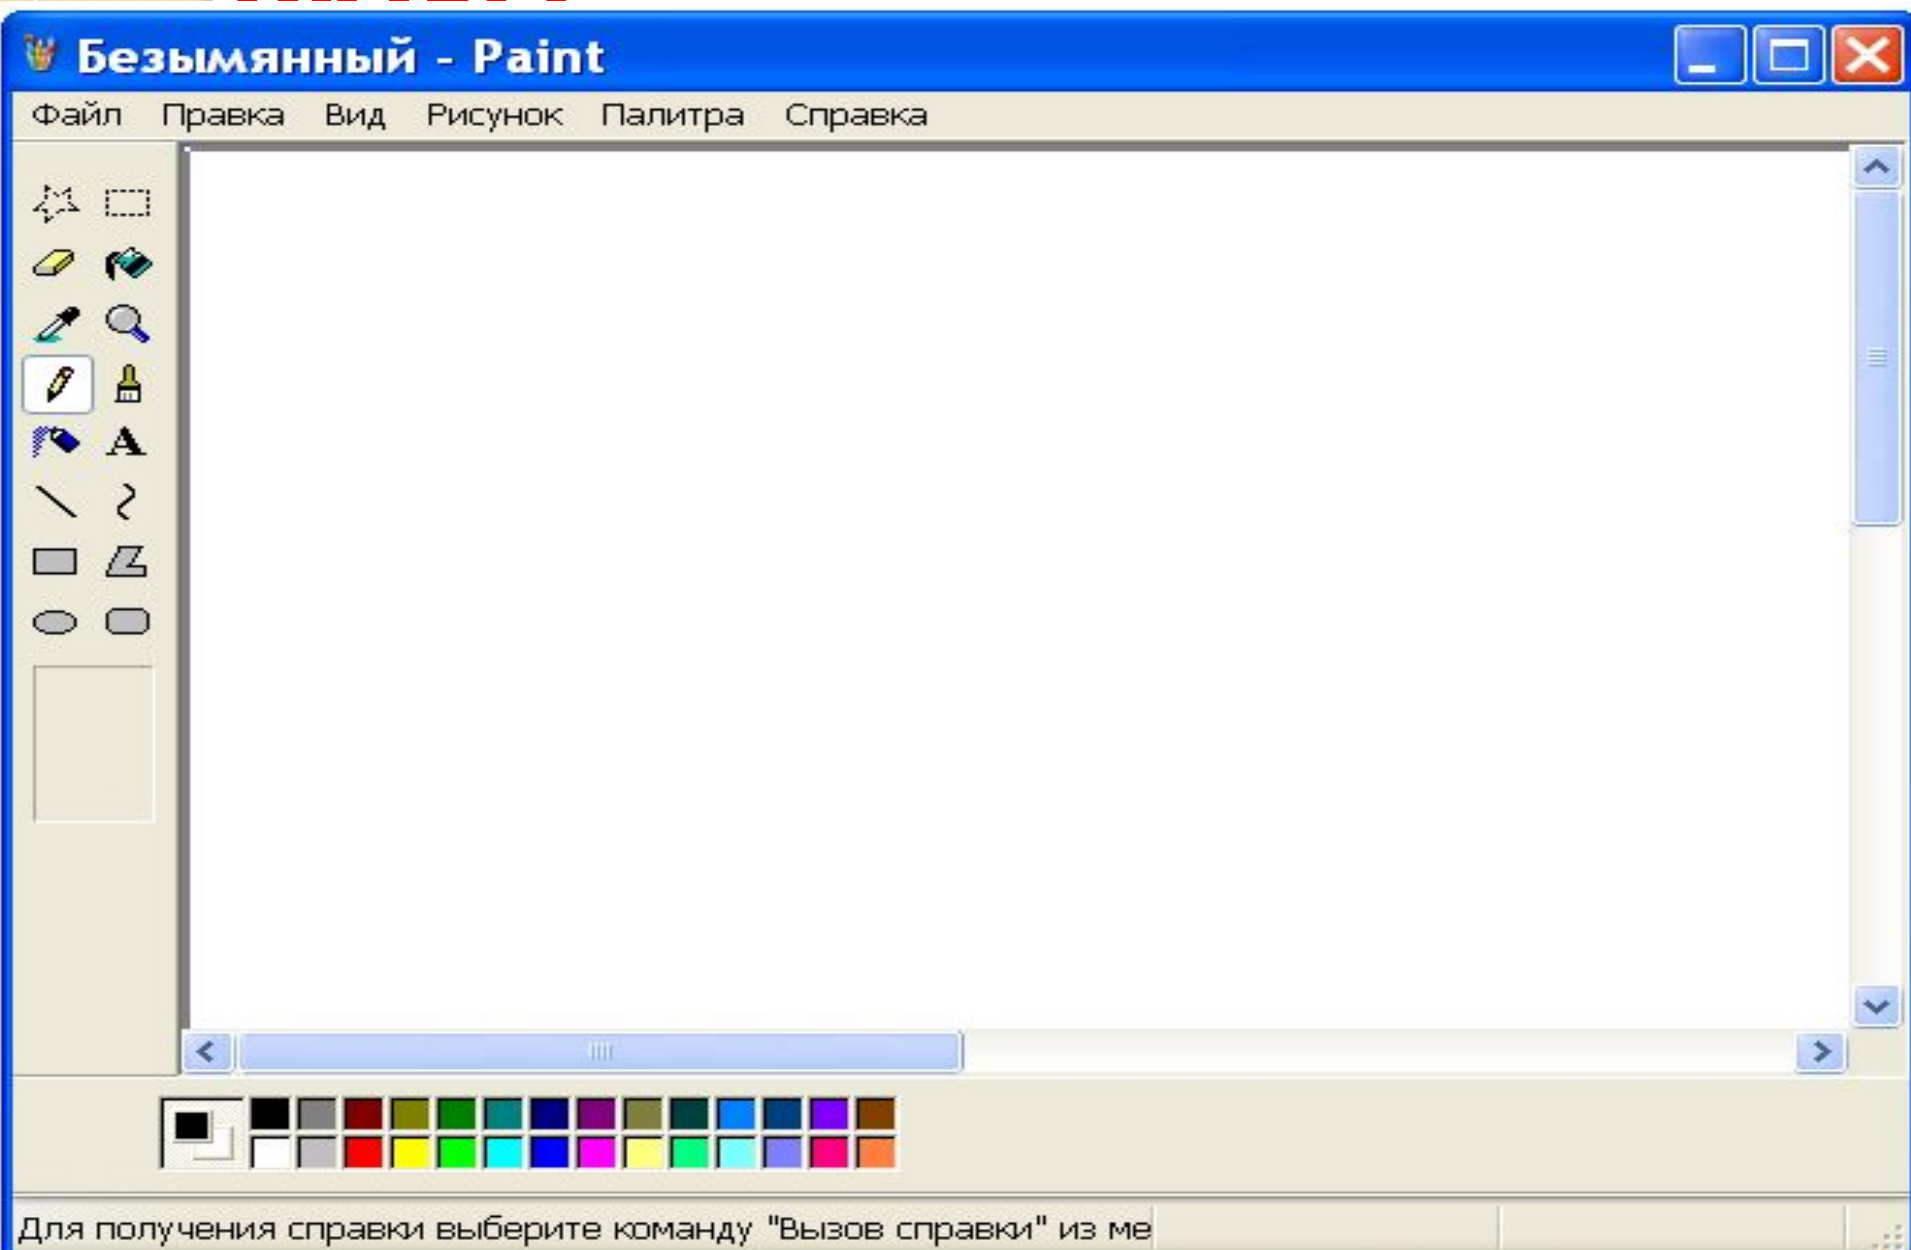 Безымянный - Paint
Файл Правка Вид Рисунок Палитра Справка
A
Для получения справки выберите команду "Вызов справки" из ме